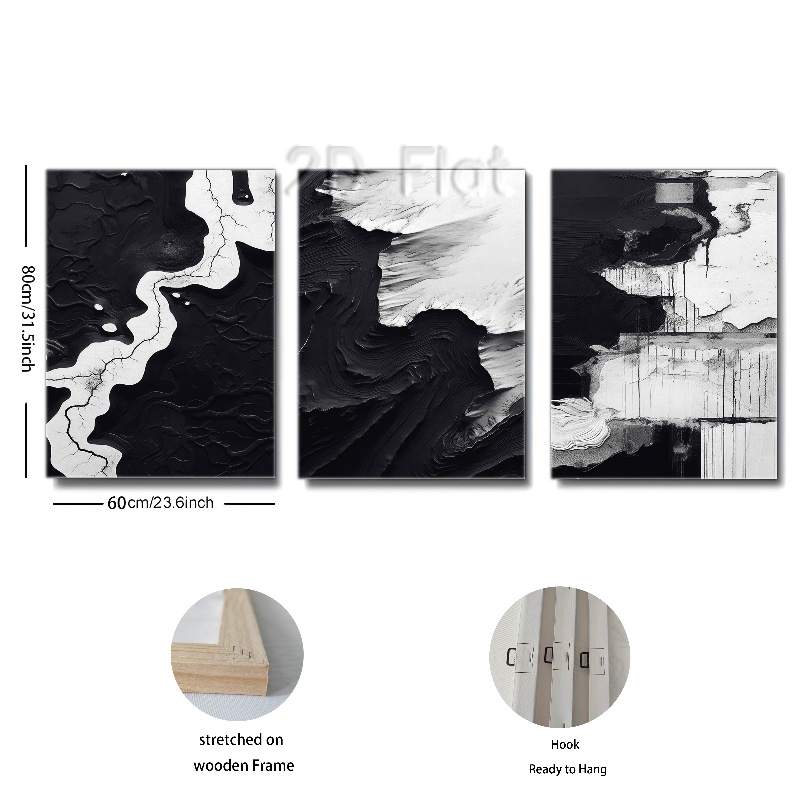 2D Flat
80cm/31.5inch
60cm/23.6inch
stretched on
wooden Frame
Hook
Ready to Hang